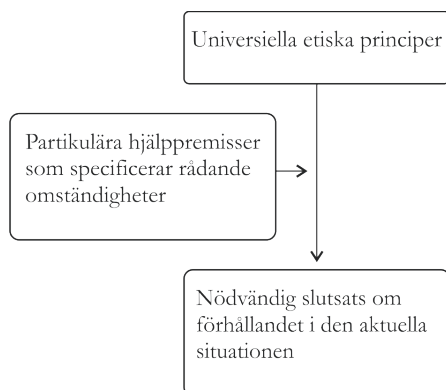 Universiella etiska principer
Partikulära hjälppremisser
som specificerar rådande
omständigheter
Nödvändig slutsats om
förhållandet i den aktuella
situationen